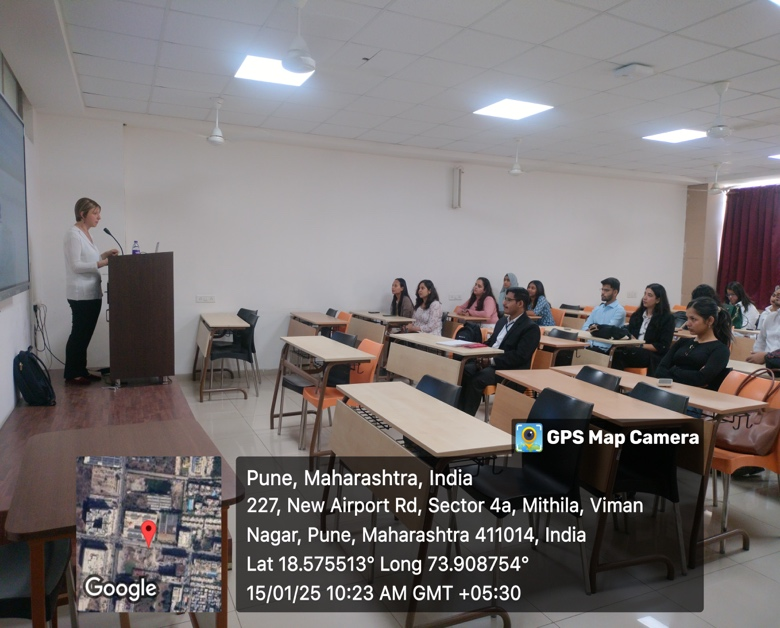 GPS Map Camera
Pune, Maharashtra, India
227, New Airport Rd, Sector 4a, Mithila, Viman
Nagar, Pune, Maharashtra 411014, India
Lat 18.575513° Long 73.908754°
15/01/25 10:23 AM GMT +05:30
Google